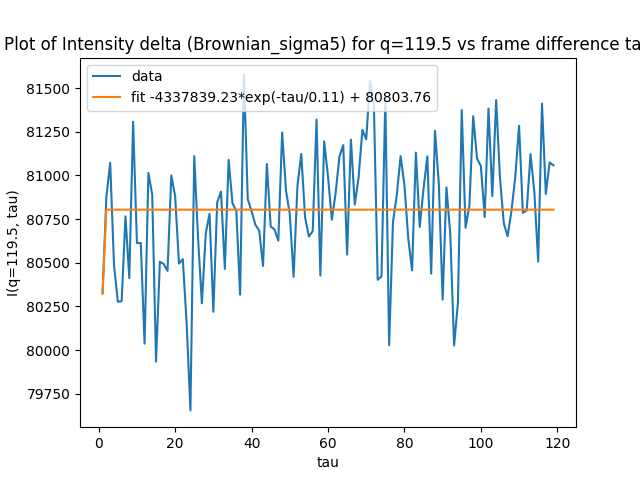 Plot of Intensity delta (Brownian_sigma5) for q=119.5 vs frame difference ta
data
fit -4337839.23*exp(-tau/0.11) + 80803.76
81500
81250
81000
80750
80500
80250
80000
79750
I(q=119.5, tau)
0 20 40 60 80 100 120
tau